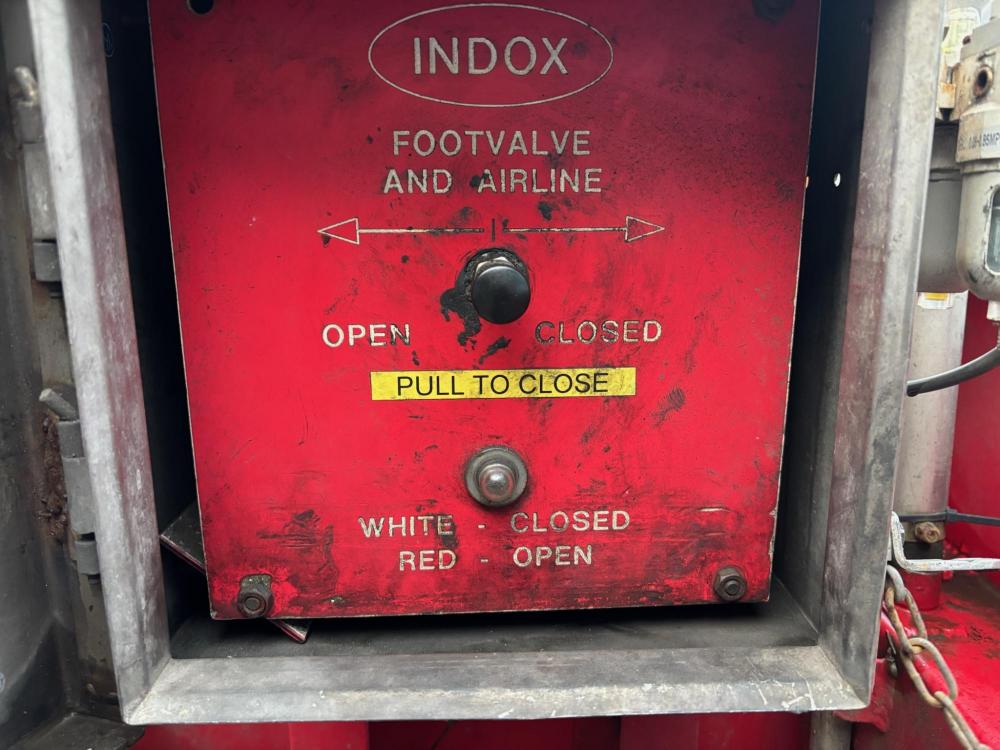 INDOX
FOOTVALVE
AND AIRLINE
OPEN CLOSED
PULL TO CLOSE
WHITE - CLOSED
RED - OPEN